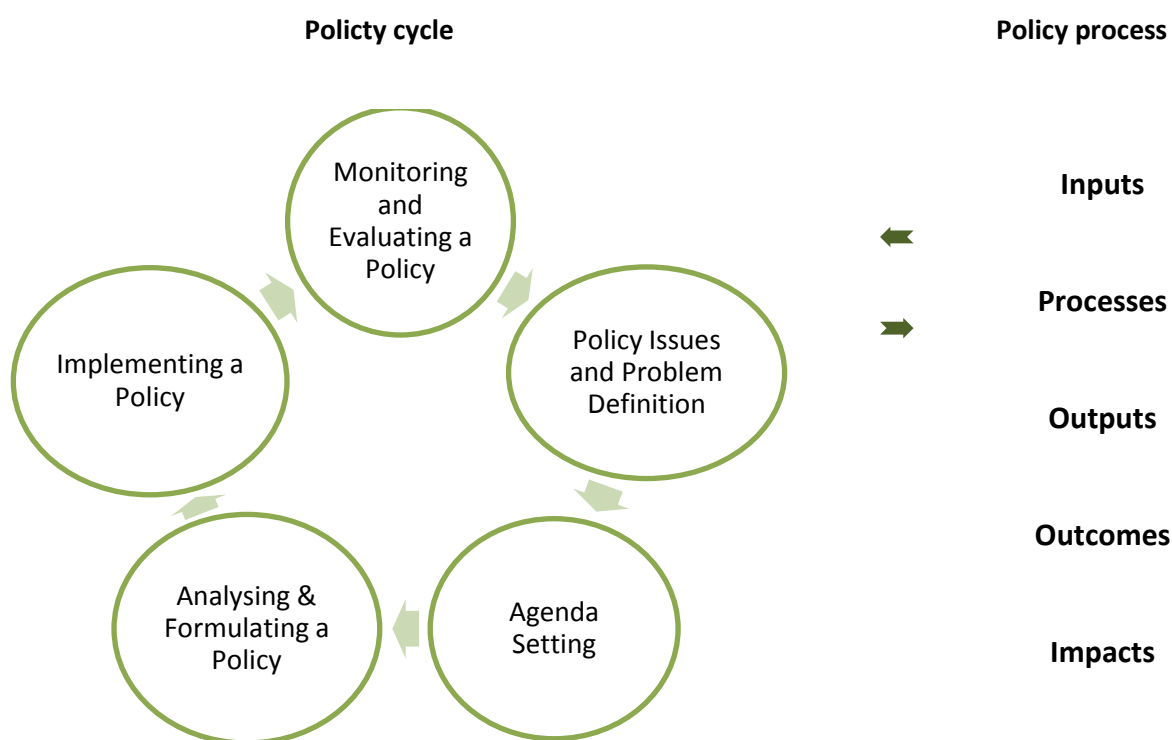 Policty cycle
Policy process
Monitoring
and
Evaluating a
Policy
Policy Issues
and Problem
Definition
Agenda
Setting
Analysing &
Formulating a
Policy
Implementing a
Policy
Inputs
Processes
Outputs
Outcomes
Impacts